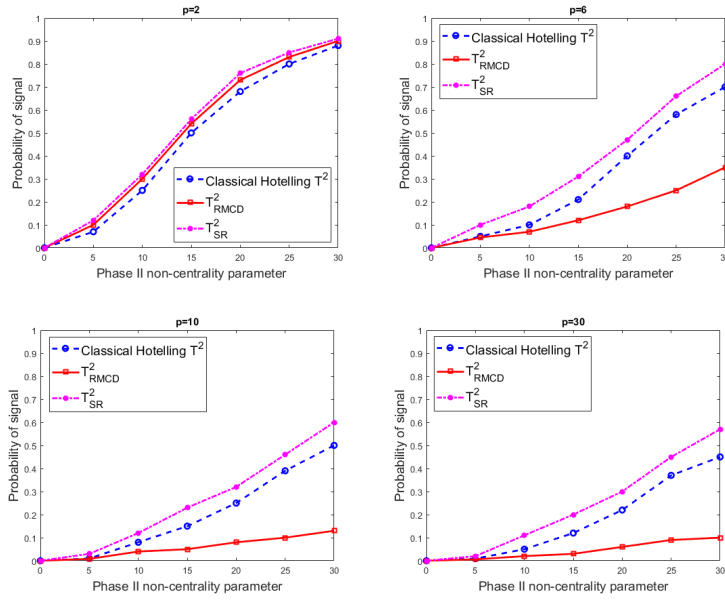 p=2
1
0.9
0.8
0.7
0.6
0.5
0.4
0.3
0.2
0.1
0
Probability of signal
Classical Hotelling T²
T²RMCD
T²SR
0 5 10 15 20 25 30
Phase II non-centrality parameter
p=6
1
0.9
0.8
0.7
0.6
0.5
0.4
0.3
0.2
0.1
0
Probability of signal
Classical Hotelling T²
T²RMCD
T²SR
0 5 10 15 20 25 30
Phase II non-centrality parameter
p=10
1
0.9
0.8
0.7
0.6
0.5
0.4
0.3
0.2
0.1
0
Probability of signal
Classical Hotelling T²
T²RMCD
T²SR
0 5 10 15 20 25 30
Phase II non-centrality parameter
p=30
1
0.9
0.8
0.7
0.6
0.5
0.4
0.3
0.2
0.1
0
Probability of signal
Classical Hotelling T²
T²RMCD
T²SR
0 5 10 15 20 25 30
Phase II non-centrality parameter